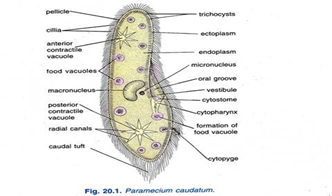 pellicle
cillia
anterior
contractile
vacuole
food vacuoles
macronucleus
posterior
contractile
vacuole
radial canals
caudal tuft
trichocysts
ectoplasm
endoplasm
micronucleus
oral groove
vestibule
cytostome
cytopharynx
formation of
food vacuole
cytopyge
Fig. 20.1. Paramecium caudatum.